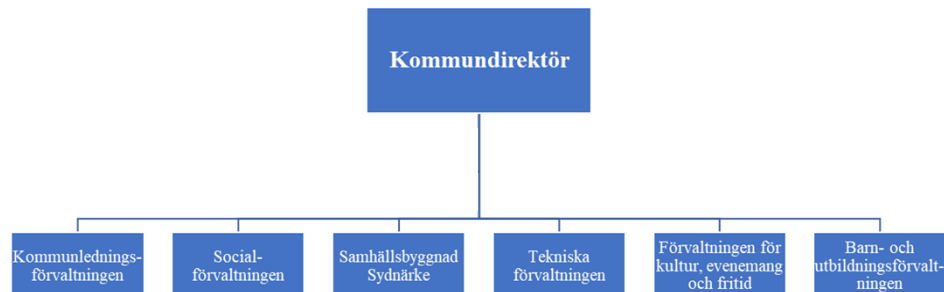 Kommundirektör
Kommunlednings-
förvaltningen
Social-
förvaltningen
Samhällsbyggnad
Sydnärke
Tekniska
förvaltningen
Förvaltningen för
kultur, evenemang
och fritid
Barn- och
utbildningsförvalt-
ningen